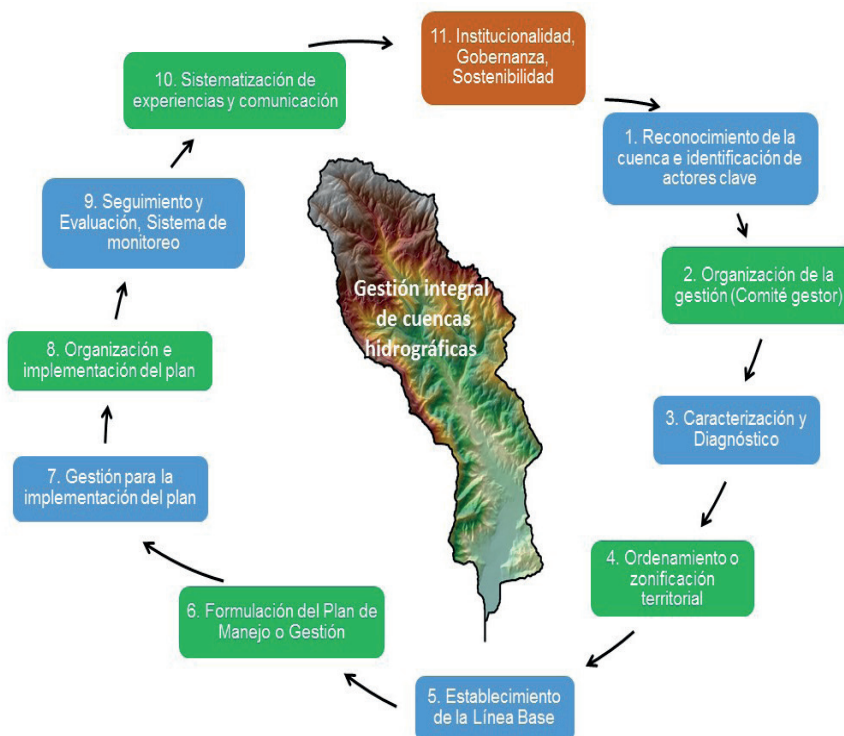 11. Institucionalidad,
Gobernanza,
Sostenibilidad
10. Sistematización de
experiencias y comunicación
1. Reconocimiento de la
cuenca e identificación de
actores clave
9. Seguimiento y
Evaluación, Sistema de
monitoreo
2. Organización de la
gestión (Comité gestor)
Gestión integral
de cuencas
hidrográficas
8. Organización e
implementación del plan
3. Caracterización y
Diagnóstico
7. Gestión para la
implementación del plan
4. Ordenamiento o
zonificación
territorial
6. Formulación del Plan de
Manejo o Gestión
5. Establecimiento
de la Línea Base